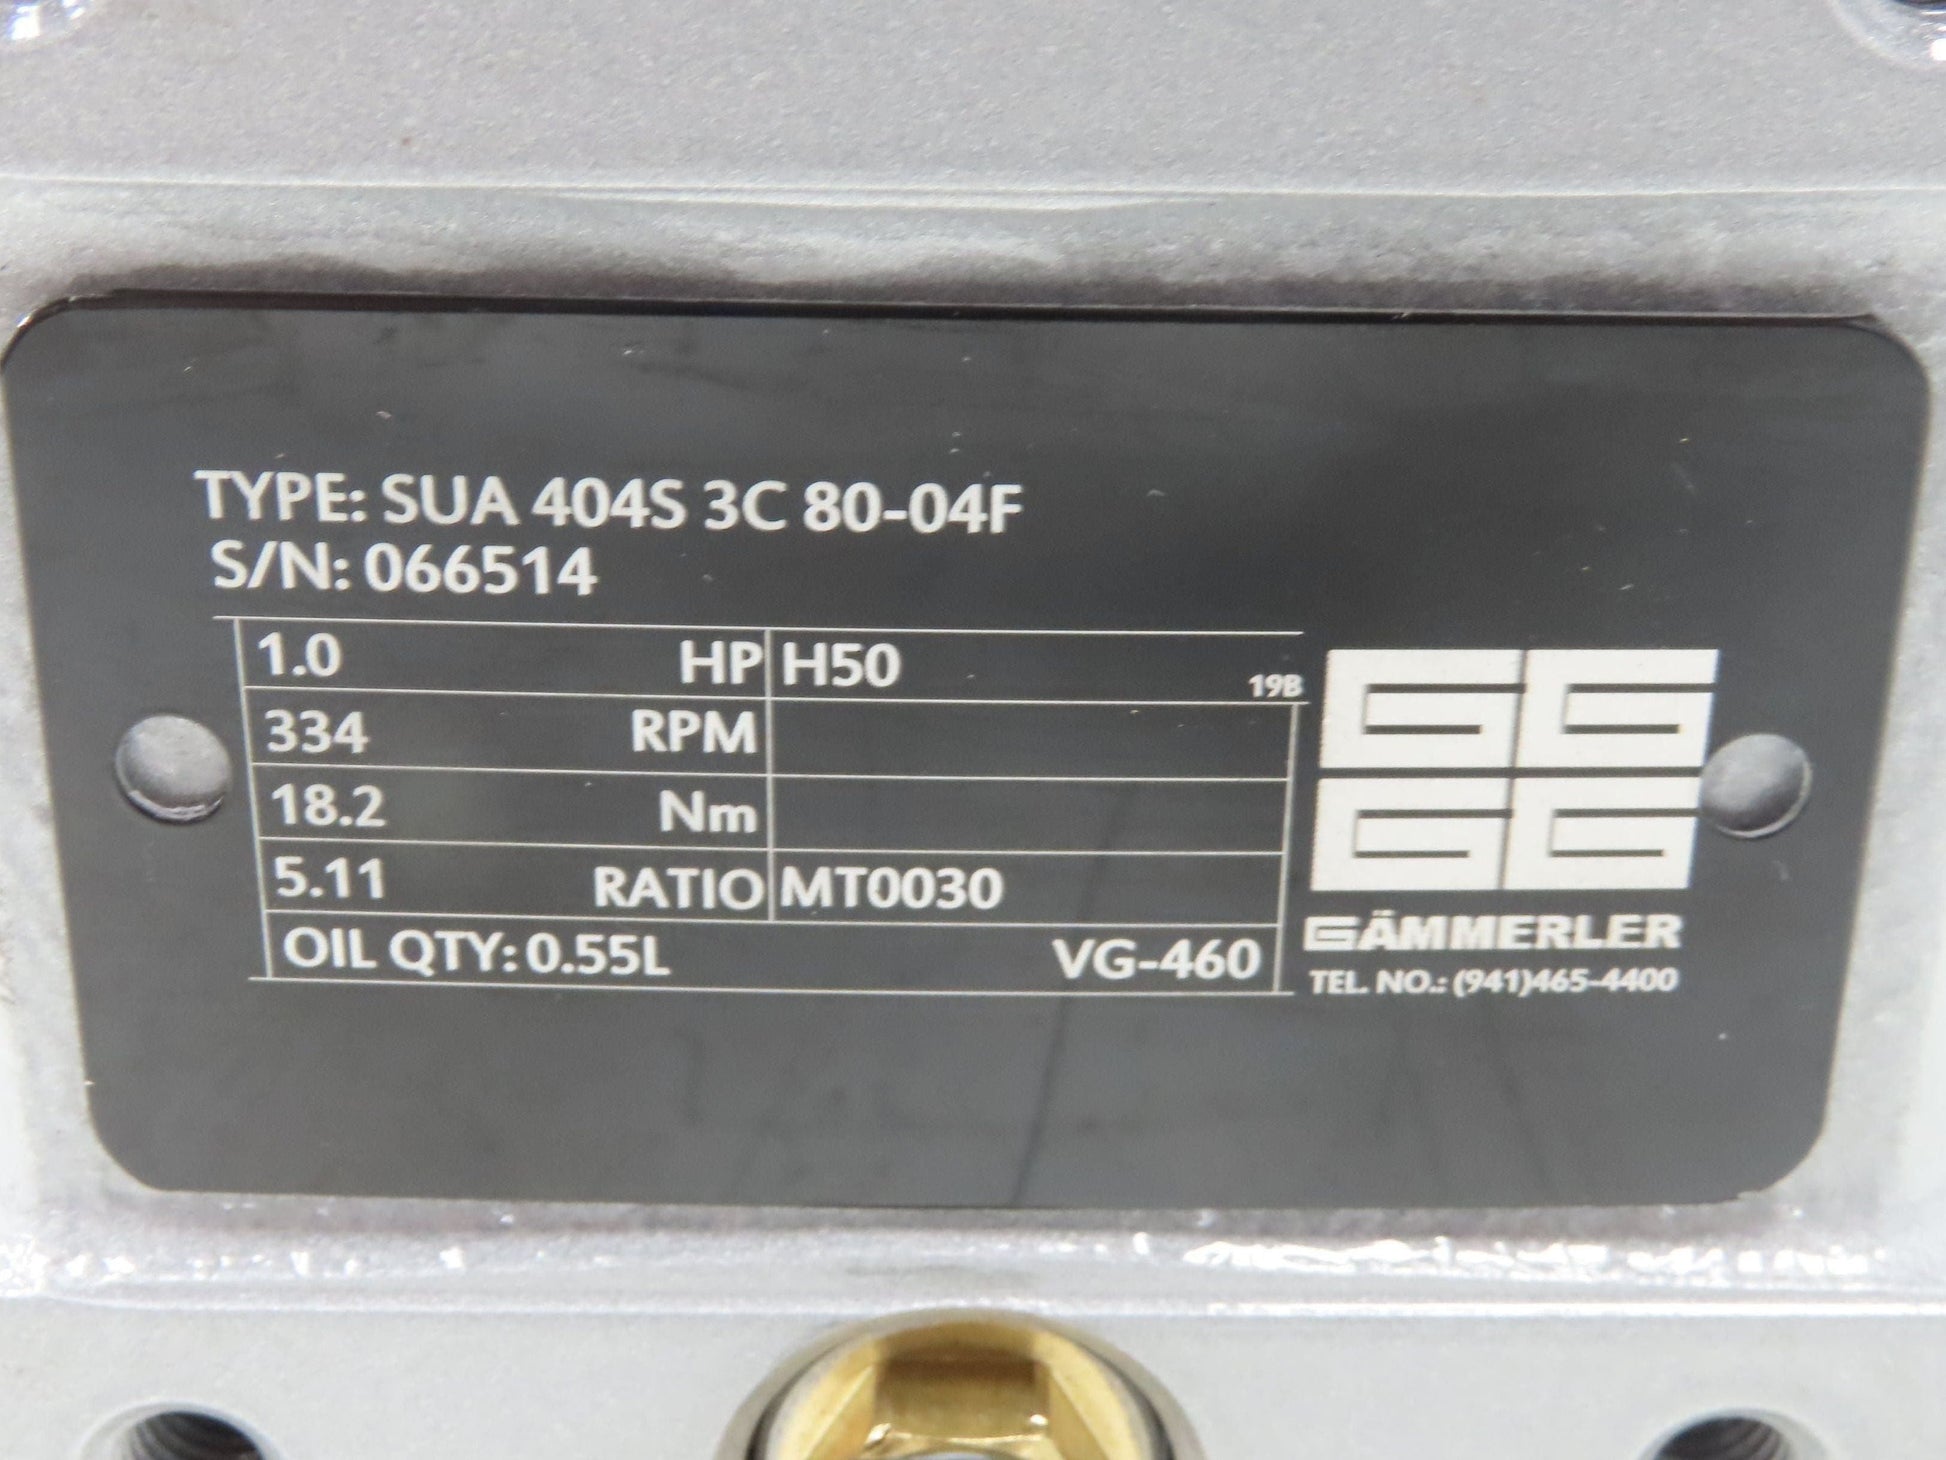 TYPE: SUA 404S 3C 80-04F
S/N: 066514
1.0 HP H50 19B
334 RPM
18.2 Nm
5.11 RATIO MT0030
OIL QTY: 0.55L VG-460
GÄMMERLER
TEL. NO.: (941)465-4400